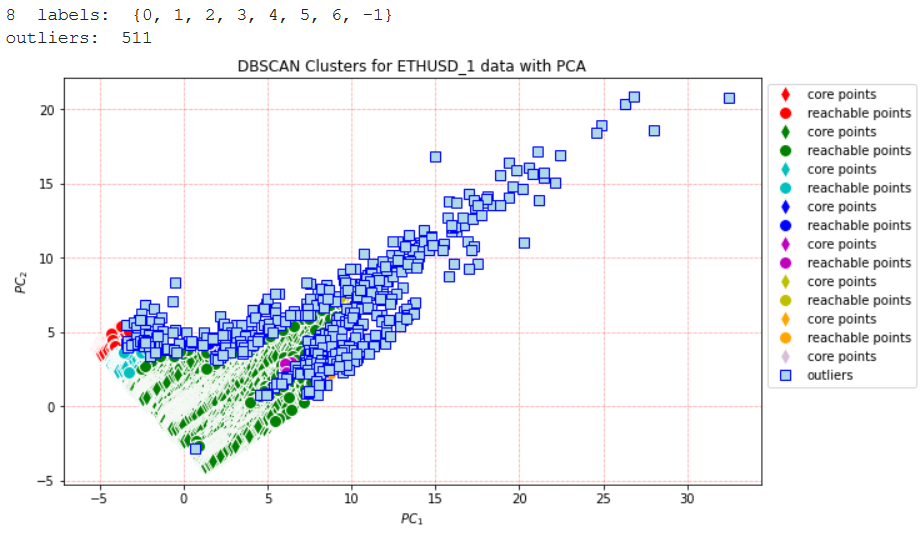 8  labels:  {0, 1, 2, 3, 4, 5, 6, -1}
outliers:  511
DBSCAN Clusters for ETHUSD_1 data with PCA
20
15
10
5
0
−5
PC2
−5 0 5 10 15 20 25 30
PC1
core points
reachable points
core points
reachable points
core points
reachable points
core points
reachable points
core points
reachable points
core points
reachable points
core points
reachable points
core points
outliers